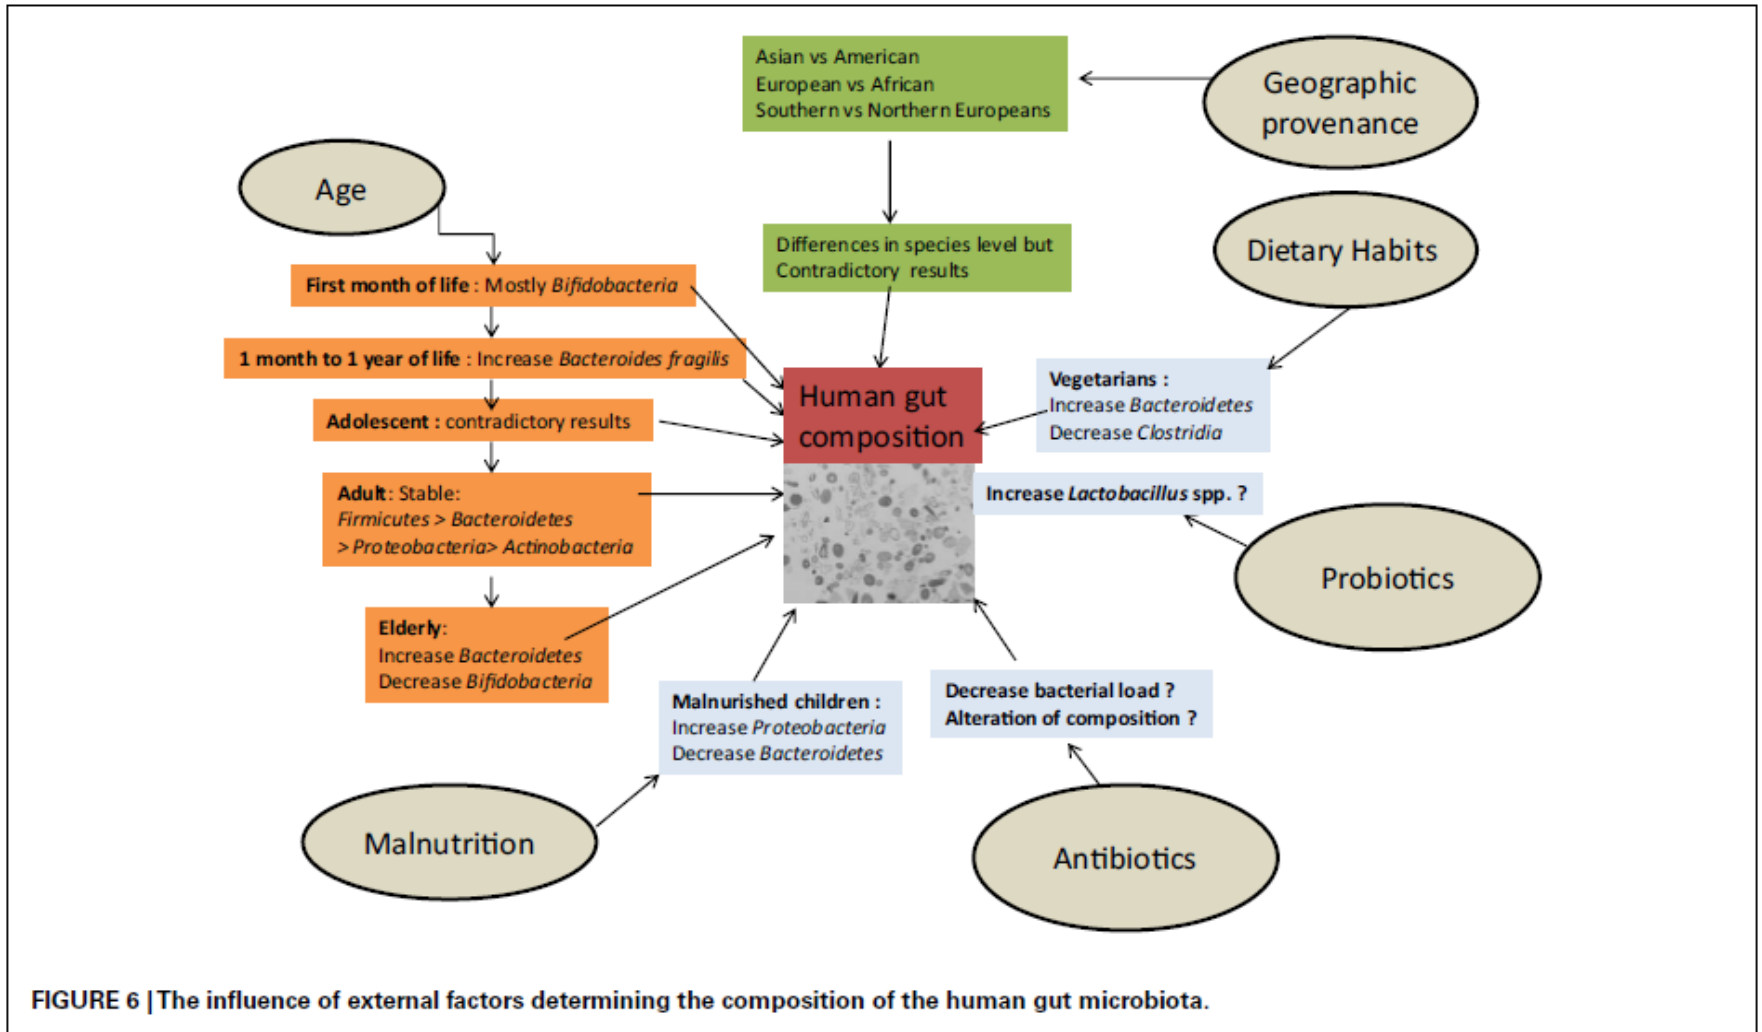 Asian vs American
European vs African
Southern vs Northern Europeans
Geographic
provenance
Age
Dietary Habits
Differences in species level but
Contradictory  results
First month of life : Mostly Bifidobacteria
1 month to 1 year of life : Increase Bacteroides fragilis
Adolescent : contradictory results
Human gut
composition
Vegetarians :
Increase Bacteroidetes
Decrease Clostridia
Adult: Stable:
Firmicutes > Bacteroidetes
> Proteobacteria> Actinobacteria
Increase Lactobacillus spp. ?
Probiotics
Elderly:
Increase Bacteroidetes
Decrease Bifidobacteria
Malnurished children :
Increase Proteobacteria
Decrease Bacteroidetes
Decrease bacterial load ?
Alteration of composition ?
Malnutrition
Antibiotics
FIGURE 6 | The influence of external factors determining the composition of the human gut microbiota.